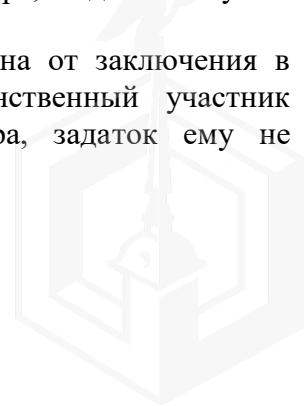 на от заключения в
нственный участник
ра, задаток ему не